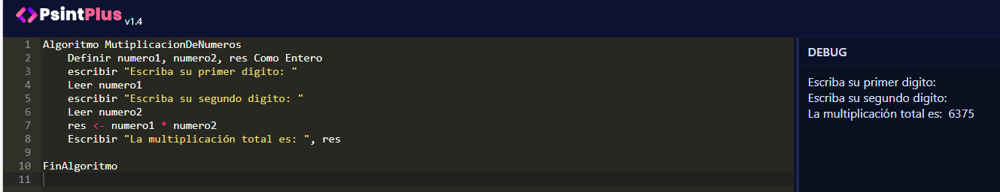 PsintPlus v1.4
1 Algoritmo MutiplicacionDeNumeros
2 Definir numero1, numero2, res Como Entero
3 escribir "Escriba su primer digito: "
4 Leer numero1
5 escribir "Escriba su segundo digito: "
6 Leer numero2
7 res <- numero1 * numero2
8 Escribir "La multiplicación total es: ", res
9
10 FinAlgoritmo
11
DEBUG
Escriba su primer digito:
Escriba su segundo digito:
La multiplicación total es: 6375